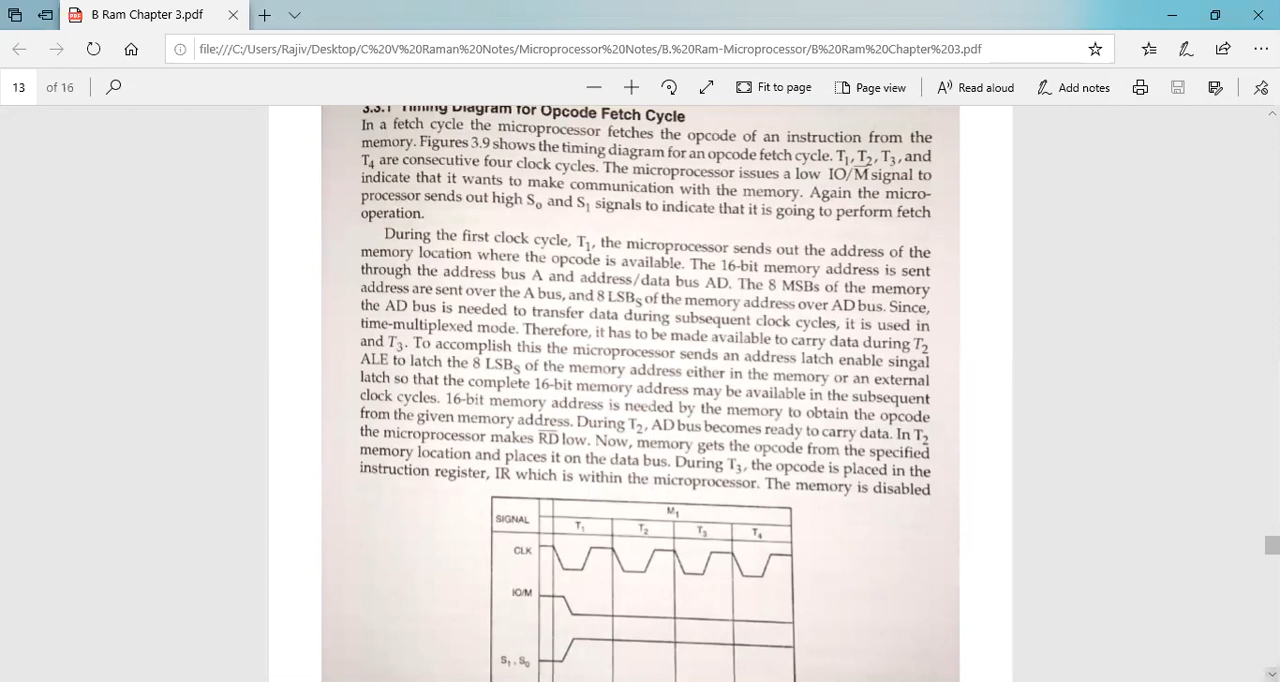 B Ram Chapter 3.pdf
file:///C:/Users/Rajiv/Desktop/C%20V%20Raman%20Notes/Microprocessor%20Notes/B.%20Ram-Microprocessor/B%20Ram%20Chapter%203.pdf
13 of 16 Fit to page Page view Read aloud Add notes
3.3.1 Timing Diagram for Opcode Fetch Cycle
In a fetch cycle the microprocessor fetches the opcode of an instruction from the
memory. Figures 3.9 shows the timing diagram for an opcode fetch cycle. T₁, T₂, T₃, and
T₄ are consecutive four clock cycles. The microprocessor issues a low IO/M̅ signal to
indicate that it wants to make communication with the memory. Again the micro-
processor sends out high S₀ and S₁ signals to indicate that it is going to perform fetch
operation.
During the first clock cycle, T₁, the microprocessor sends out the address of the
memory location where the opcode is available. The 16-bit memory address is sent
through the address bus A and address/data bus AD. The 8 MSBs of the memory
address are sent over the A bus, and 8 LSBs of the memory address over AD bus. Since,
the AD bus is needed to transfer data during subsequent clock cycles, it is used in
time-multiplexed mode. Therefore, it has to be made available to carry data during T₂
and T₃. To accomplish this the microprocessor sends an address latch enable singal
ALE to latch the 8 LSBs of the memory address either in the memory or an external
latch so that the complete 16-bit memory address may be available in the subsequent
clock cycles. 16-bit memory address is needed by the memory to obtain the opcode
from the given memory address. During T₂, AD bus becomes ready to carry data. In T₂
the microprocessor makes R̅D̅ low. Now, memory gets the opcode from the specified
memory location and places it on the data bus. During T₃, the opcode is placed in the
instruction register, IR which is within the microprocessor. The memory is disabled
M₁
SIGNAL T₁ T₂ T₃ T₄
CLK
IO/M
S₁, S₀